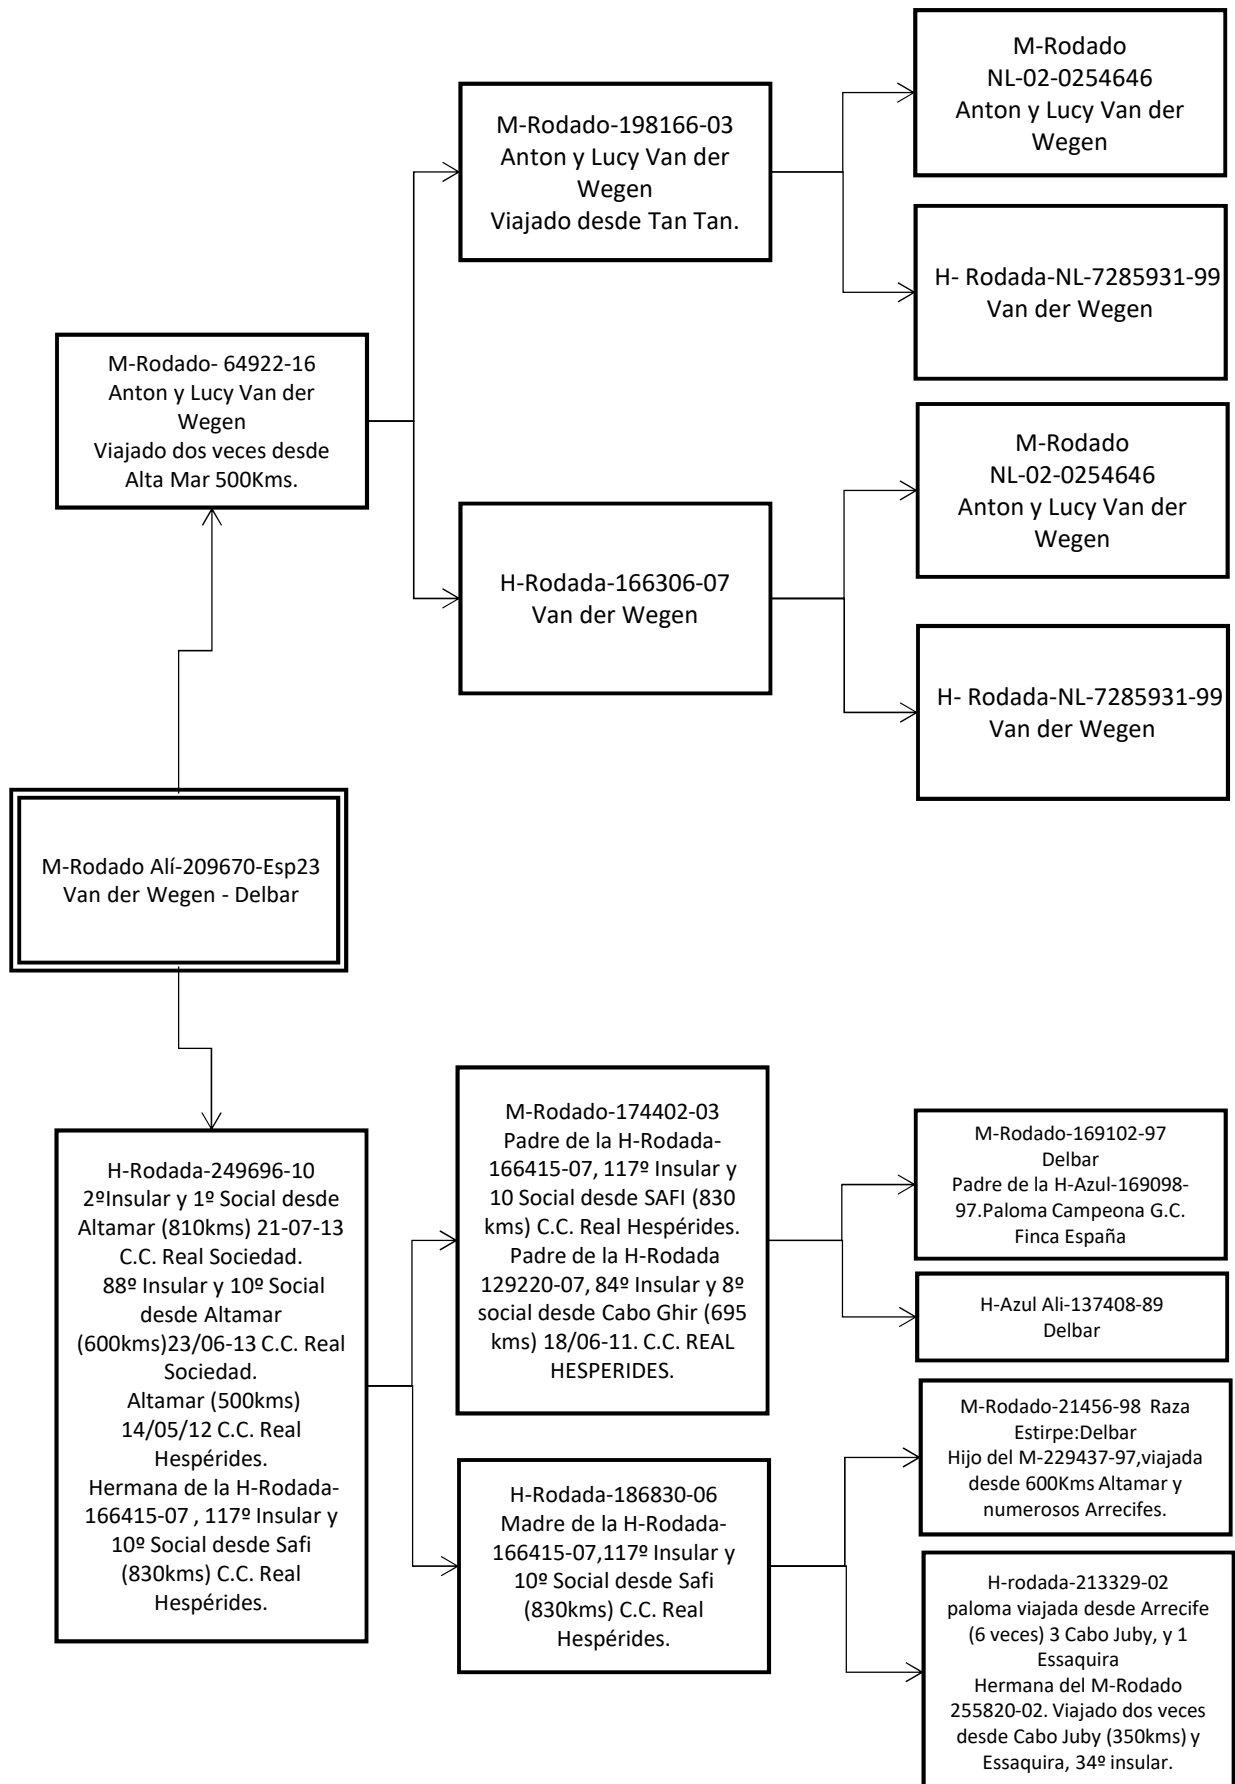 M-Rodado
NL-02-0254646
Anton y Lucy Van der
Wegen
M-Rodado-198166-03
Anton y Lucy Van der
Wegen
Viajado desde Tan Tan.
H- Rodada-NL-7285931-99
Van der Wegen
M-Rodado- 64922-16
Anton y Lucy Van der
Wegen
Viajado dos veces desde
Alta Mar 500Kms.
M-Rodado
NL-02-0254646
Anton y Lucy Van der
Wegen
H-Rodada-166306-07
Van der Wegen
H- Rodada-NL-7285931-99
Van der Wegen
M-Rodado Alí-209670-Esp23
Van der Wegen - Delbar
H-Rodada-249696-10
2ºInsular y 1º Social desde
Altamar (810kms) 21-07-13
C.C. Real Sociedad.
88º Insular y 10º Social
desde Altamar
(600kms)23/06-13 C.C. Real
Sociedad.
Altamar (500kms)
14/05/12 C.C. Real
Hespérides.
Hermana de la H-Rodada-
166415-07 , 117º Insular y
10º Social desde Safi
(830kms) C.C. Real
Hespérides.
M-Rodado-174402-03
Padre de la H-Rodada-
166415-07, 117º Insular y
10 Social desde SAFI (830
kms) C.C. Real Hespérides.
Padre de la H-Rodada
129220-07, 84º Insular y 8º
social desde Cabo Ghir (695
kms) 18/06-11. C.C. REAL
HESPERIDES.
M-Rodado-169102-97
Delbar
Padre de la H-Azul-169098-
97.Paloma Campeona G.C.
Finca España
H-Azul Ali-137408-89
Delbar
H-Rodada-186830-06
Madre de la H-Rodada-
166415-07,117º Insular y
10º Social desde Safi
(830kms) C.C. Real
Hespérides.
M-Rodado-21456-98 Raza
Estirpe:Delbar
Hijo del M-229437-97,viajada
desde 600Kms Altamar y
numerosos Arrecifes.
H-rodada-213329-02
paloma viajada desde Arrecife
(6 veces) 3 Cabo Juby, y 1
Essaquira
Hermana del M-Rodado
255820-02. Viajado dos veces
desde Cabo Juby (350kms) y
Essaquira, 34º insular.